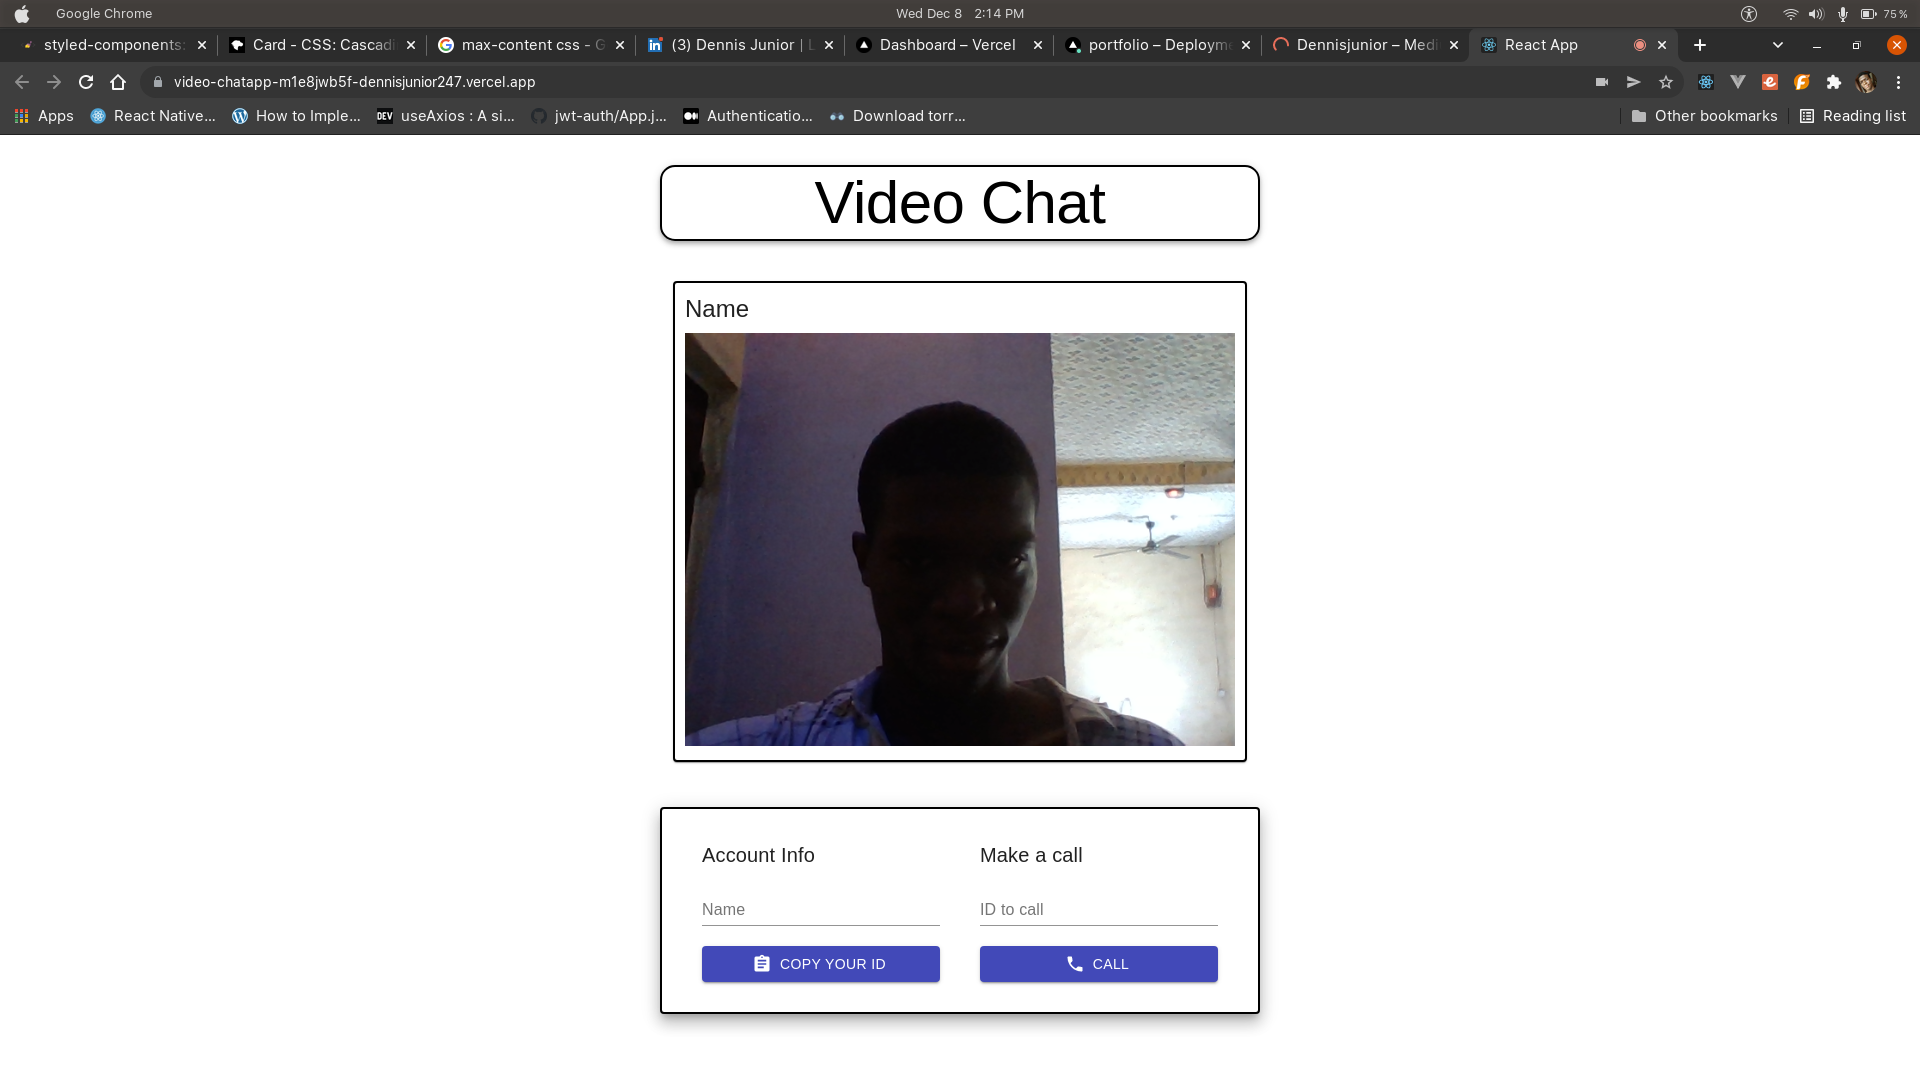 Google Chrome
Wed Dec 8 2:14 PM
75%
styled-components:
Card - CSS: Cascadi
max-content css - G
(3) Dennis Junior | L
Dashboard – Vercel
portfolio – Deployme
Dennisjunior – Medi
React App
video-chatapp-m1e8jwb5f-dennisjunior247.vercel.app
Apps
React Native...
How to Imple...
DEV
useAxios : A si...
jwt-auth/App.j...
Authenticatio...
Download torr...
Other bookmarks
Reading list
Video Chat
Name
Account Info
Make a call
Name
ID to call
COPY YOUR ID
CALL